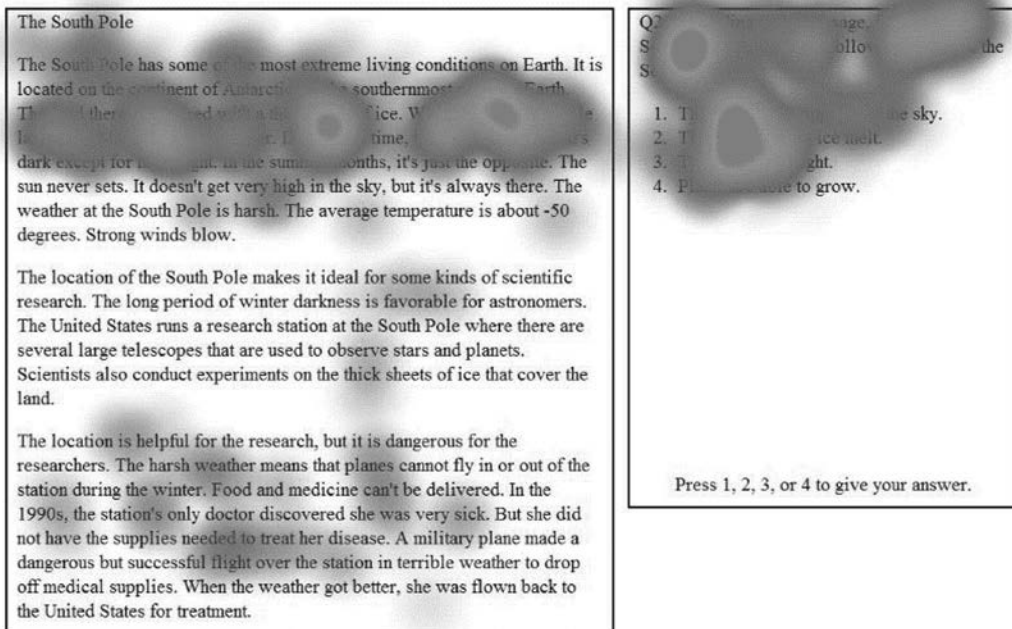 The South Pole
The South Pole has some of the most extreme living conditions on Earth. It is
located on the continent of southernmost Earth.
ice.
time,
dark except for In the summer months, it's just the opposite. The
sun never sets. It doesn't get very high in the sky, but it's always there. The
weather at the South Pole is harsh. The average temperature is about -50
degrees. Strong winds blow.
The location of the South Pole makes it ideal for some kinds of scientific
research. The long period of winter darkness is favorable for astronomers.
The United States runs a research station at the South Pole where there are
several large telescopes that are used to observe stars and planets.
Scientists also conduct experiments on the thick sheets of ice that cover the
land.
The location is helpful for the research, but it is dangerous for the
researchers. The harsh weather means that planes cannot fly in or out of the
station during the winter. Food and medicine can't be delivered. In the
1990s, the station's only doctor discovered she was very sick. But she did
not have the supplies needed to treat her disease. A military plane made a
dangerous but successful flight over the station in terrible weather to drop
off medical supplies. When the weather got better, she was flown back to
the United States for treatment.
the
1. the sky.
2. ice melt.
3.
4. to grow.
Press 1, 2, 3, or 4 to give your answer.